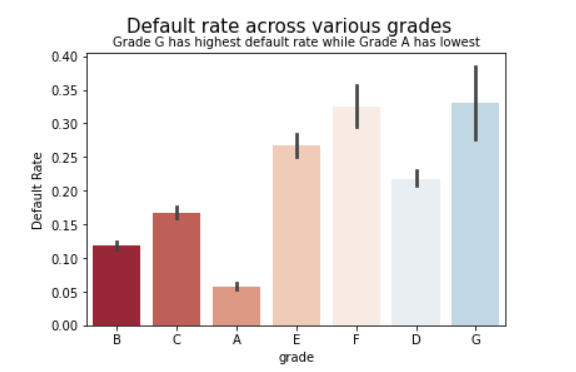 Default rate across various grades
Grade G has highest default rate while Grade A has lowest
0.40
0.35
0.30
0.25
0.20
0.15
0.10
0.05
0.00
Default Rate
B C A E F D G
grade